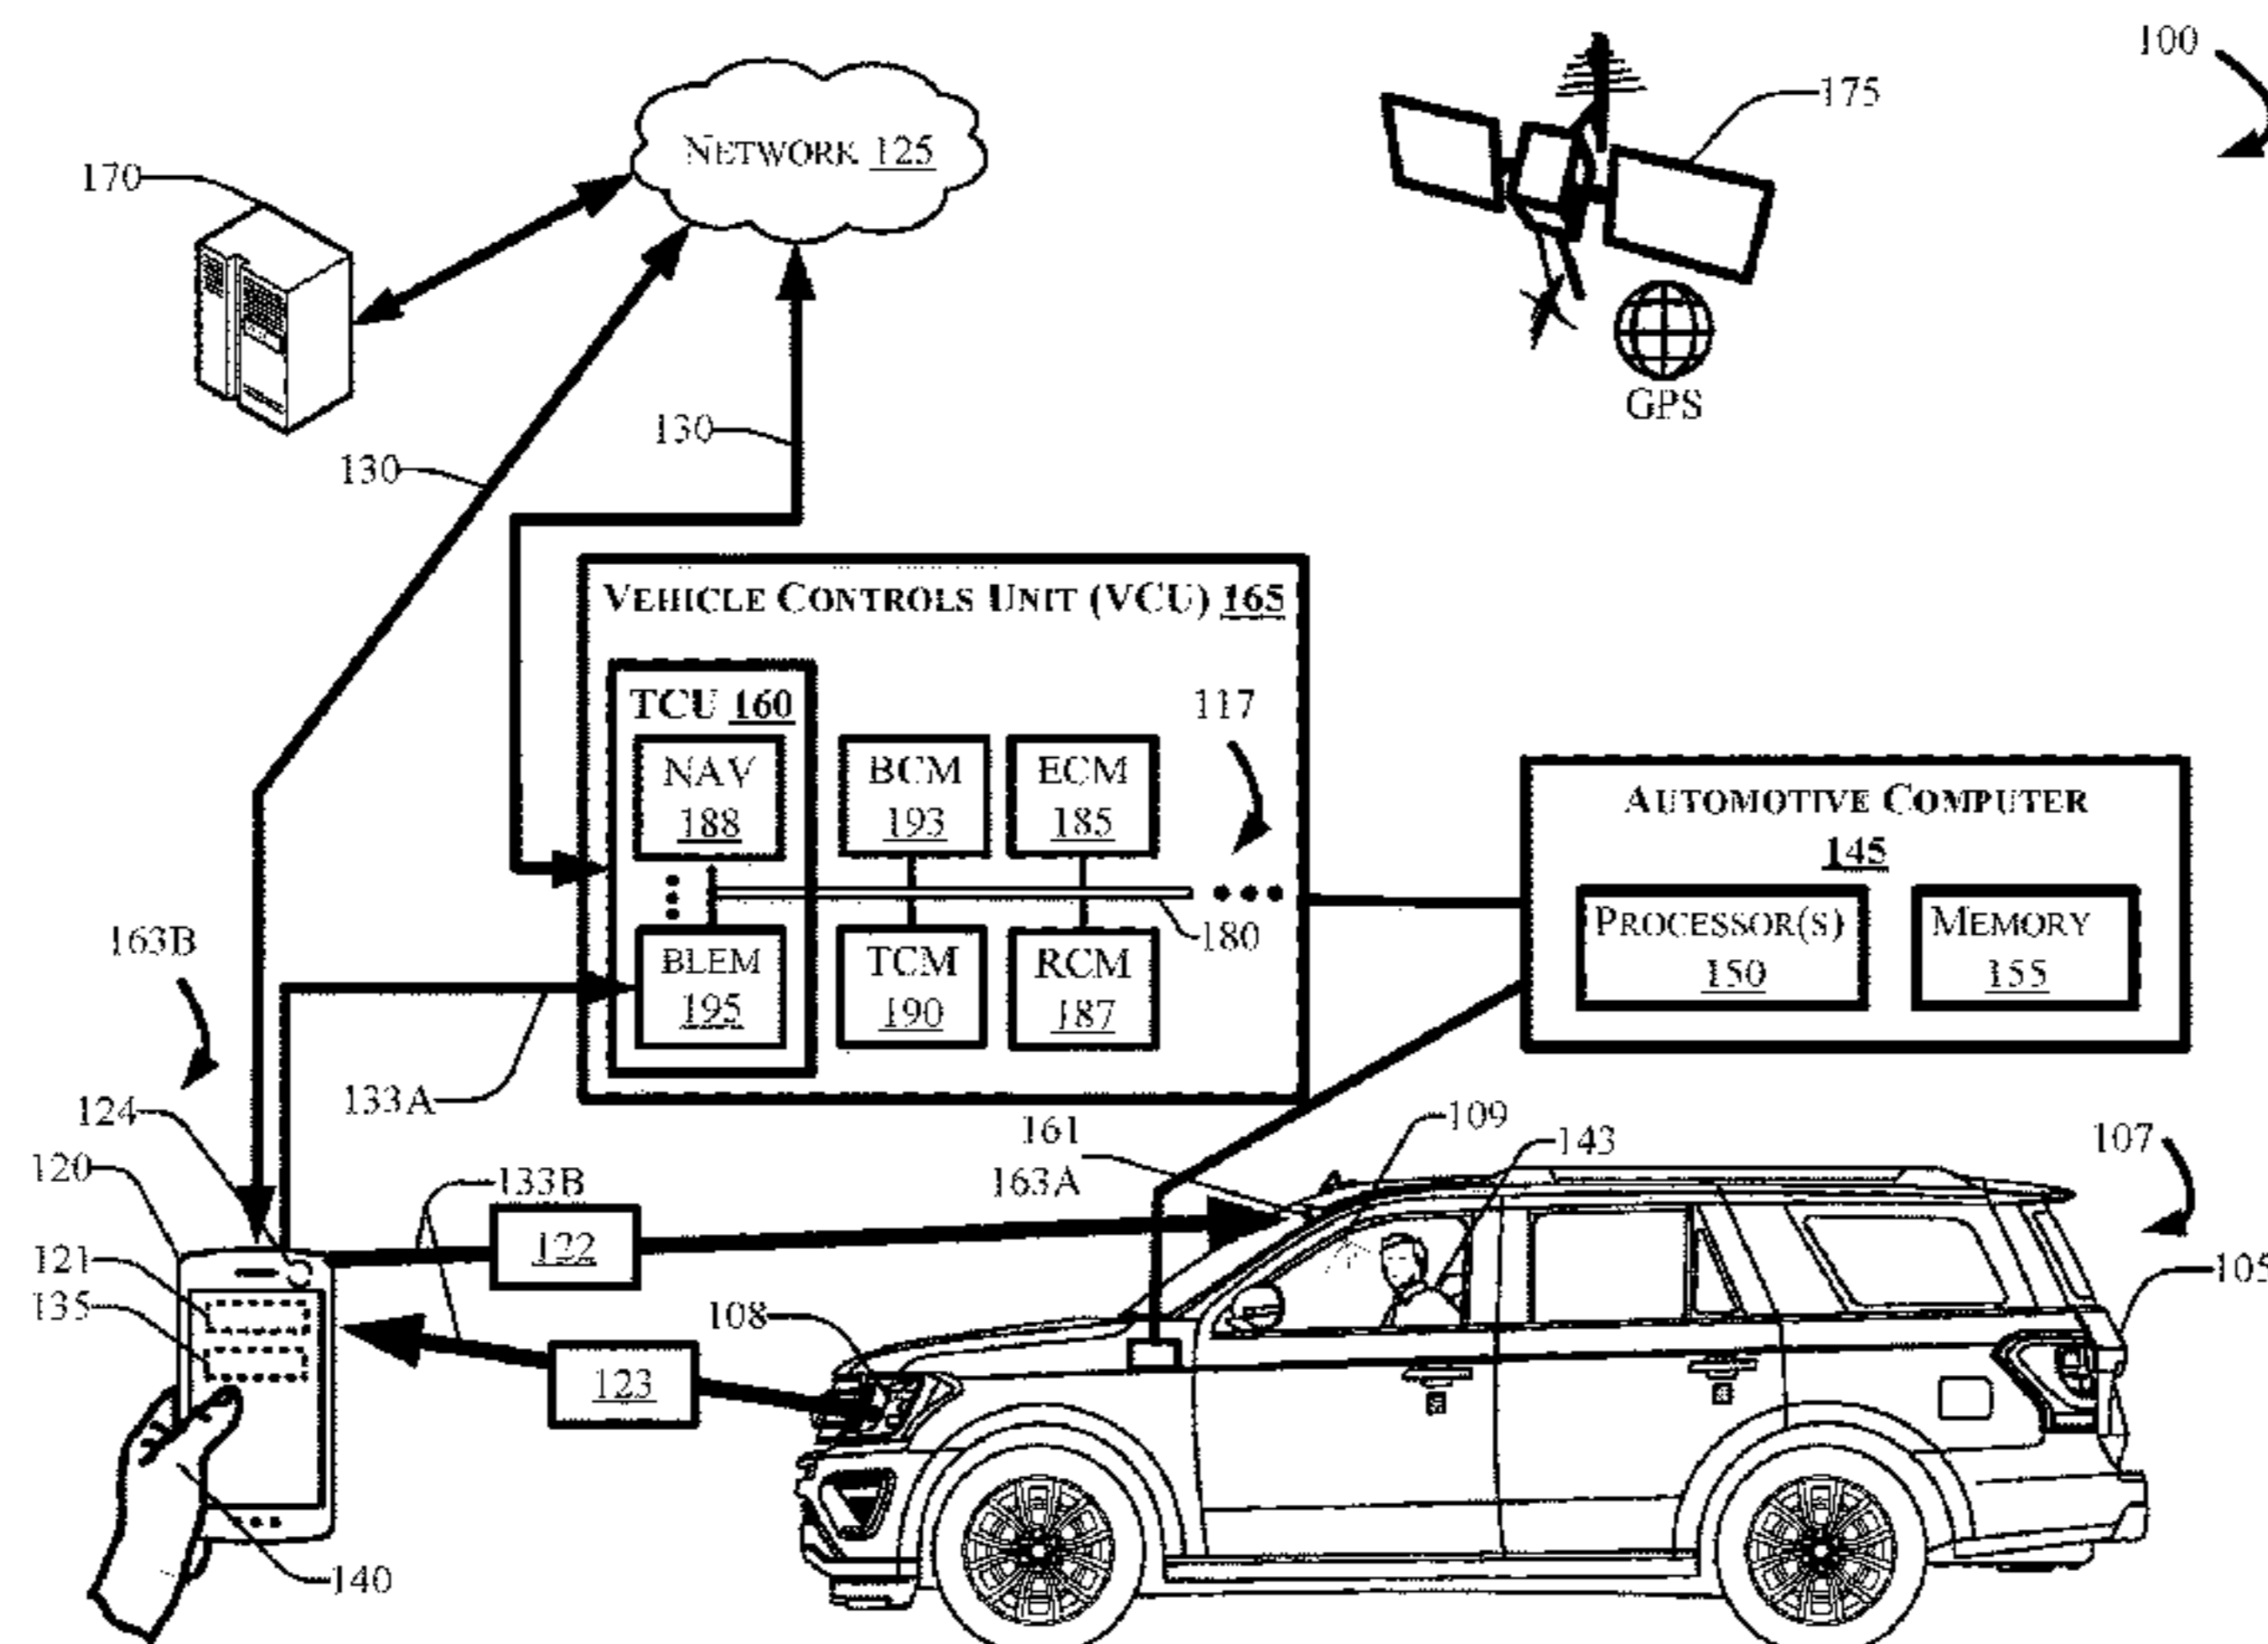 100
175
NETWORK 125
170
GPS
130
130
VEHICLE CONTROLS UNIT (VCU) 165
TCU 160
117
NAV
188
BCM
193
ECM
185
AUTOMOTIVE COMPUTER
145
PROCESSOR(S)
150
MEMORY
155
180
163B
BLEM
195
TCM
190
RCM
187
133A
124
161
163A
109
143
107
120
133B
122
121
135
105
108
123
140